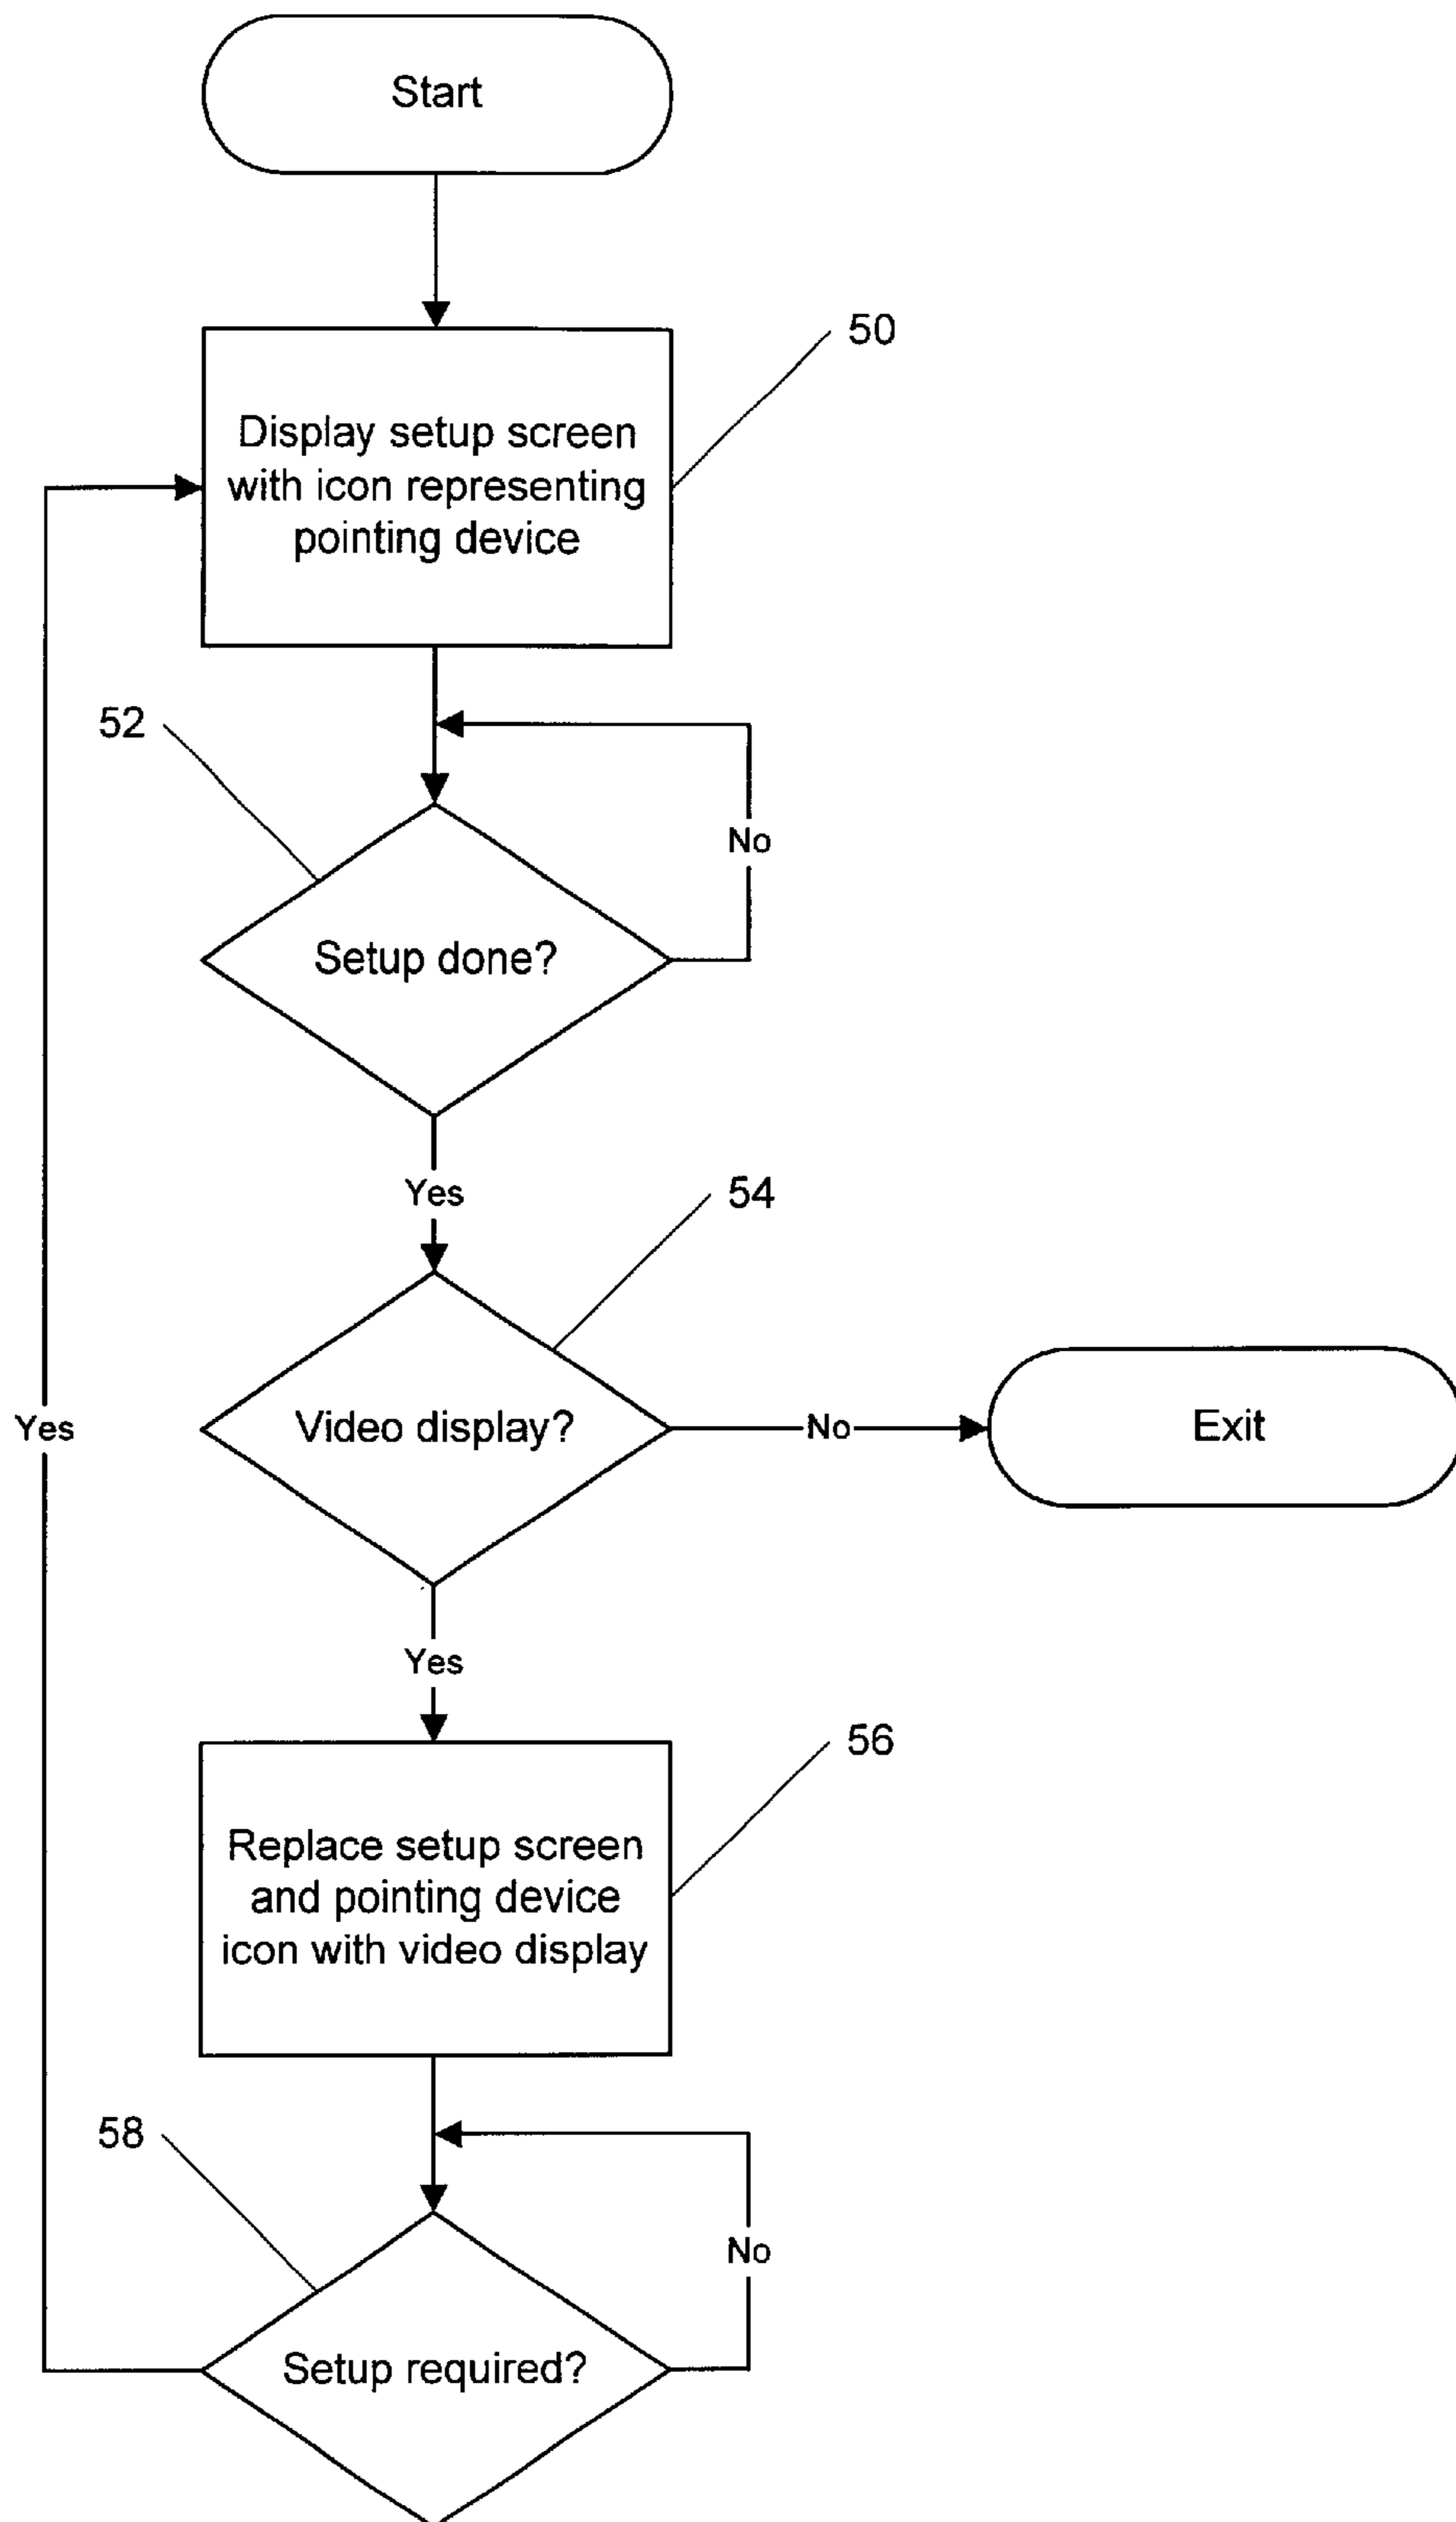 Start
50
Display setup screen
with icon representing
pointing device
52
No
Setup done?
Yes
54
Yes
Video display?
No
Exit
Yes
56
Replace setup screen
and pointing device
icon with video display
58
No
Setup required?